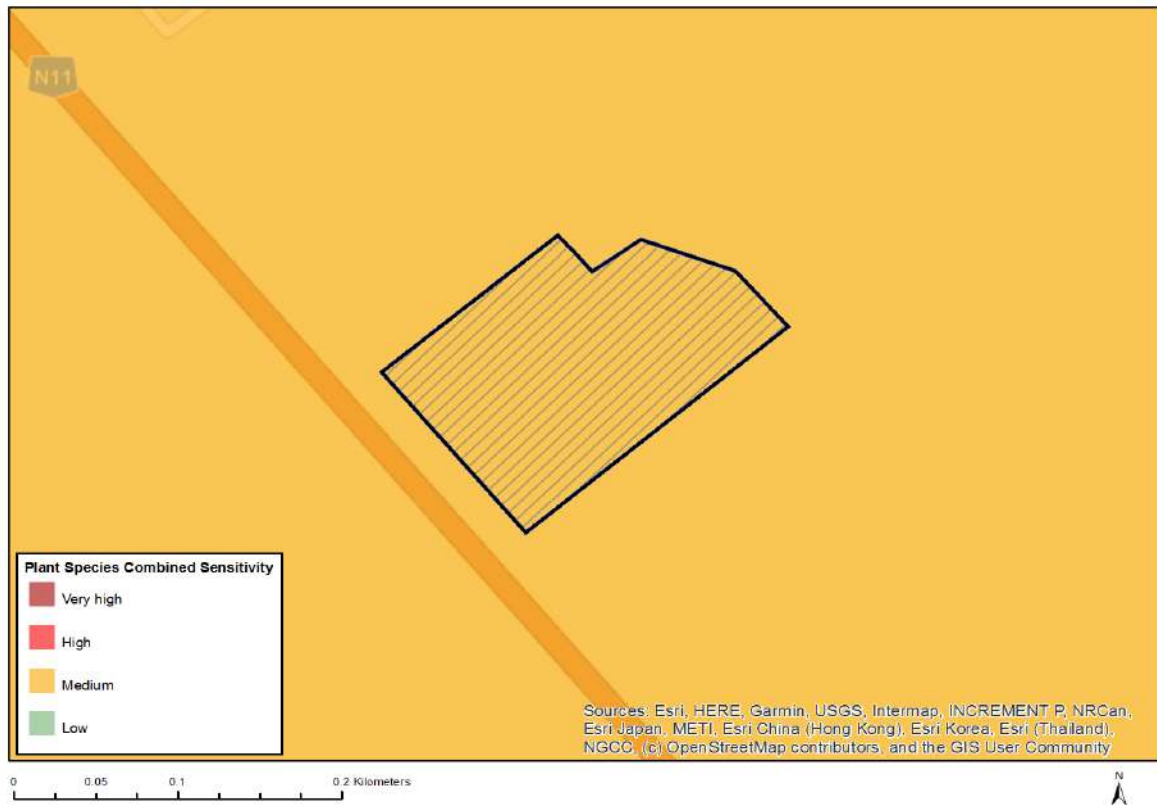 N11
Plant Species Combined Sensitivity
Very high
High
Medium
Low
Sources: Esri, HERE, Garmin, USGS, Intermap, INCREMENT P, NRCan,
Esri Japan, METI, Esri China (Hong Kong), Esri Korea, Esri (Thailand),
NGCC, (c) OpenStreetMap contributors, and the GIS User Community
0 0.05 0.1 0.2 Kilometers
N